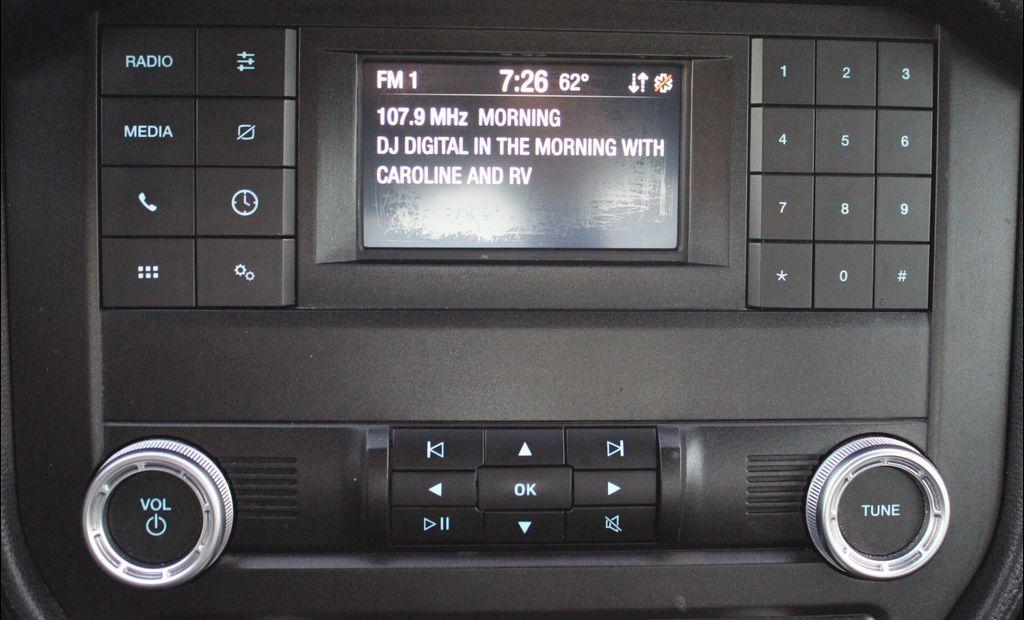 RADIO
MEDIA
FM 1 7:26 62°
107.9 MHz MORNING
DJ DIGITAL IN THE MORNING WITH
CAROLINE AND RV
1 2 3
4 5 6
7 8 9
* 0 #
VOL
OK
TUNE